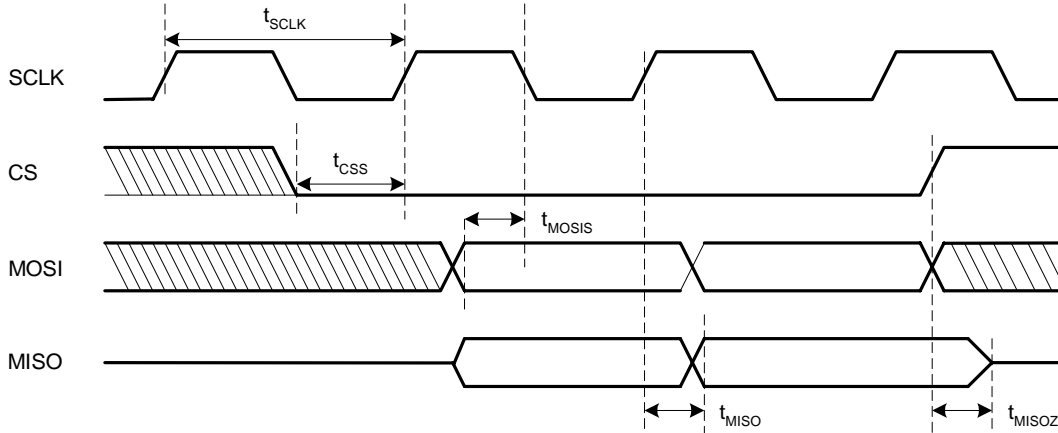 tSCLK
SCLK
CS
tCSS
tMOSIS
MOSI
MISO
tMISO
tMISOZ